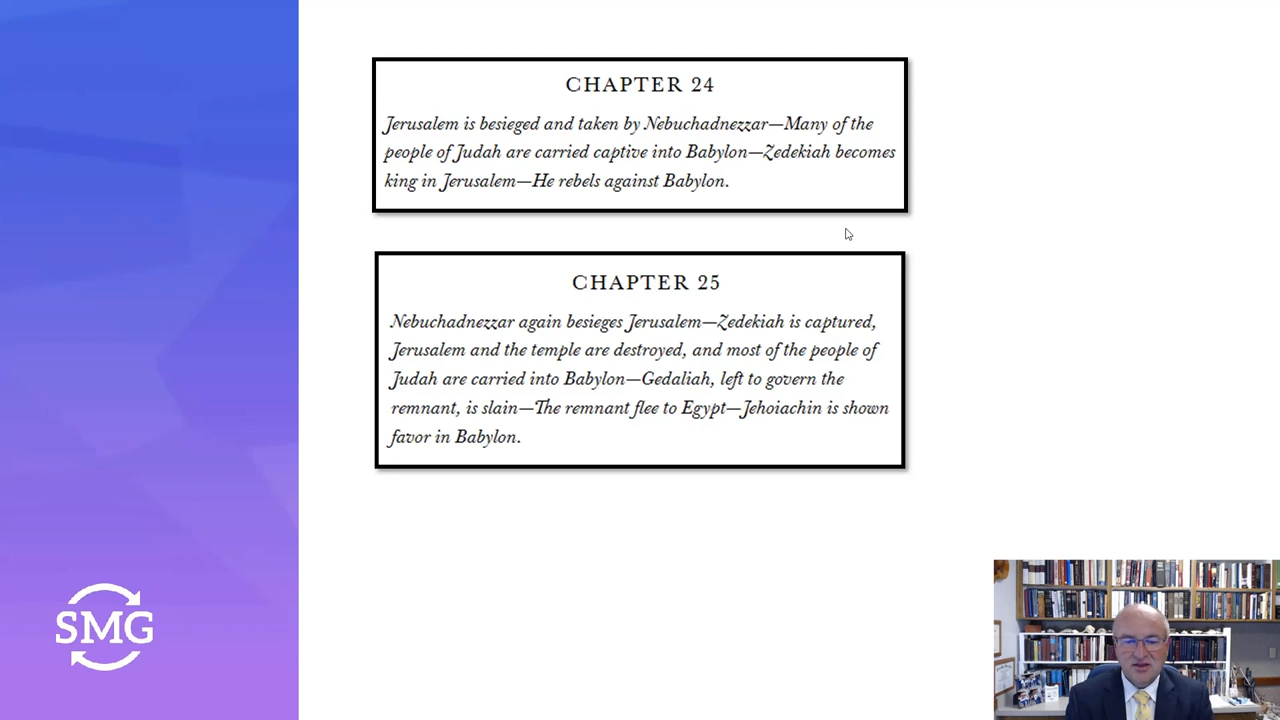 CHAPTER 24
Jerusalem is besieged and taken by Nebuchadnezzar—Many of the
people of Judah are carried captive into Babylon—Zedekiah becomes
king in Jerusalem—He rebels against Babylon.
CHAPTER 25
Nebuchadnezzar again besieges Jerusalem—Zedekiah is captured,
Jerusalem and the temple are destroyed, and most of the people of
Judah are carried into Babylon—Gedaliah, left to govern the
remnant, is slain—The remnant flee to Egypt—Jehoiachin is shown
favor in Babylon.
SMG